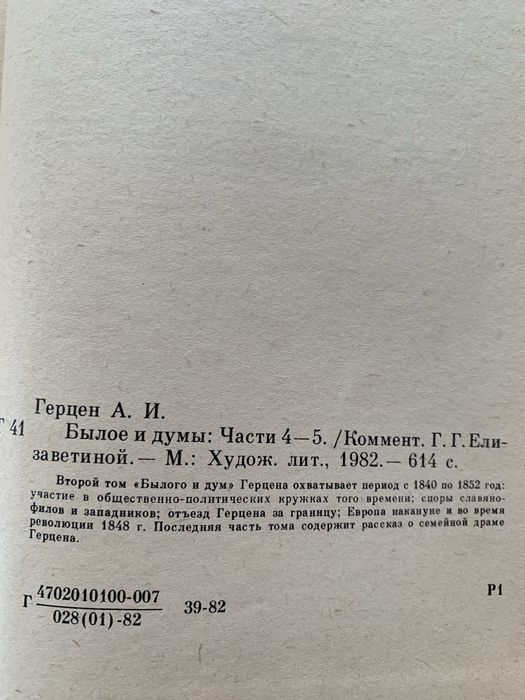 Герцен А. И.
Г 41
Былое и думы: Части 4—5. /Коммент. Г. Г. Ели-
заветиной.— М.: Худож. лит., 1982.— 614 с.
Второй том «Былого и дум» Герцена охватывает период с 1840 по 1852 год:
участие в общественно-политических кружках того времени; споры славяно-
филов и западников; отъезд Герцена за границу; Европа накануне и во время
революции 1848 г. Последняя часть тома содержит рассказ о семейной драме
Герцена.
Г 4702010100-007
028(01)-82
39-82
Р1